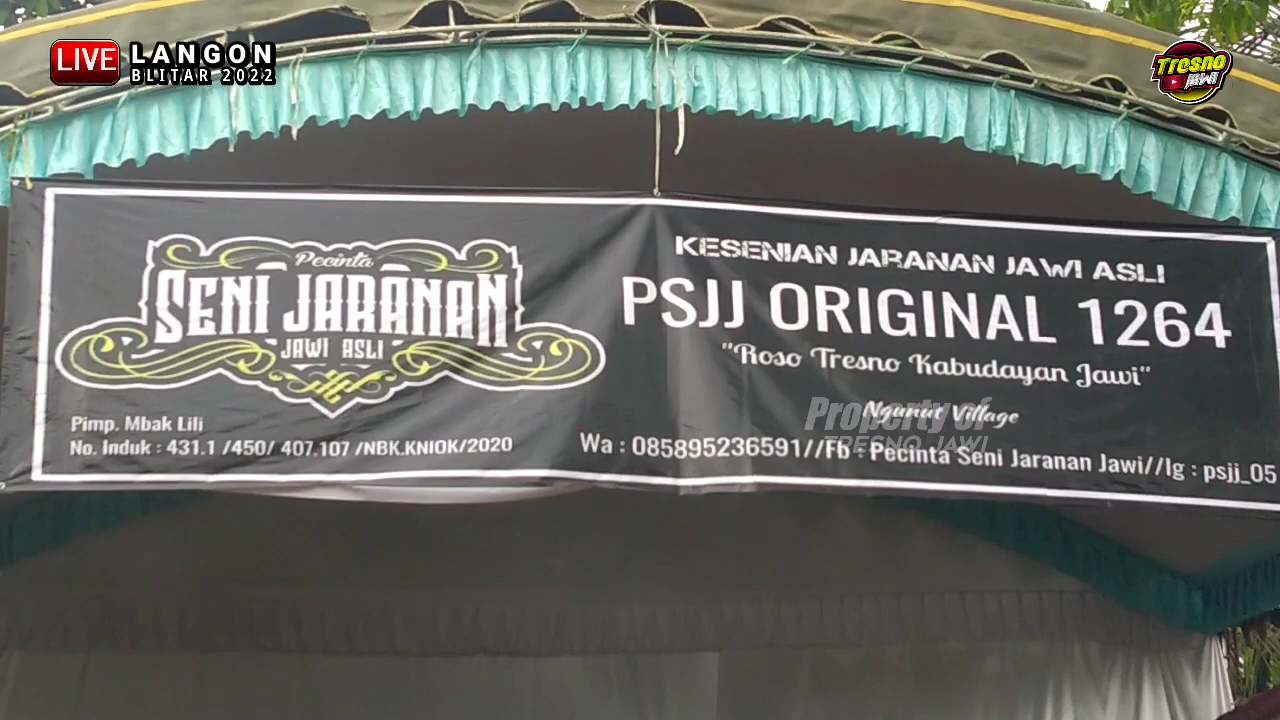 LIVE LANGON
BLITAR 2022
Tresno
JAWI
Pecinta
SENI JARANAN
JAWI ASLI
Pimp. Mbak Lili
No. Induk : 431.1 /450/ 407.107 /NBK.KNIOK/2020
KESENIAN JARANAN JAWI ASLI
PSJJ ORIGINAL 1264
"Roso Tresno Kabudayan Jawi"
Ngunut Village
Property of
TRESNO JAWI
Wa : 085895236591//Fb : Pecinta Seni Jaranan Jawi//Ig : psjj_05